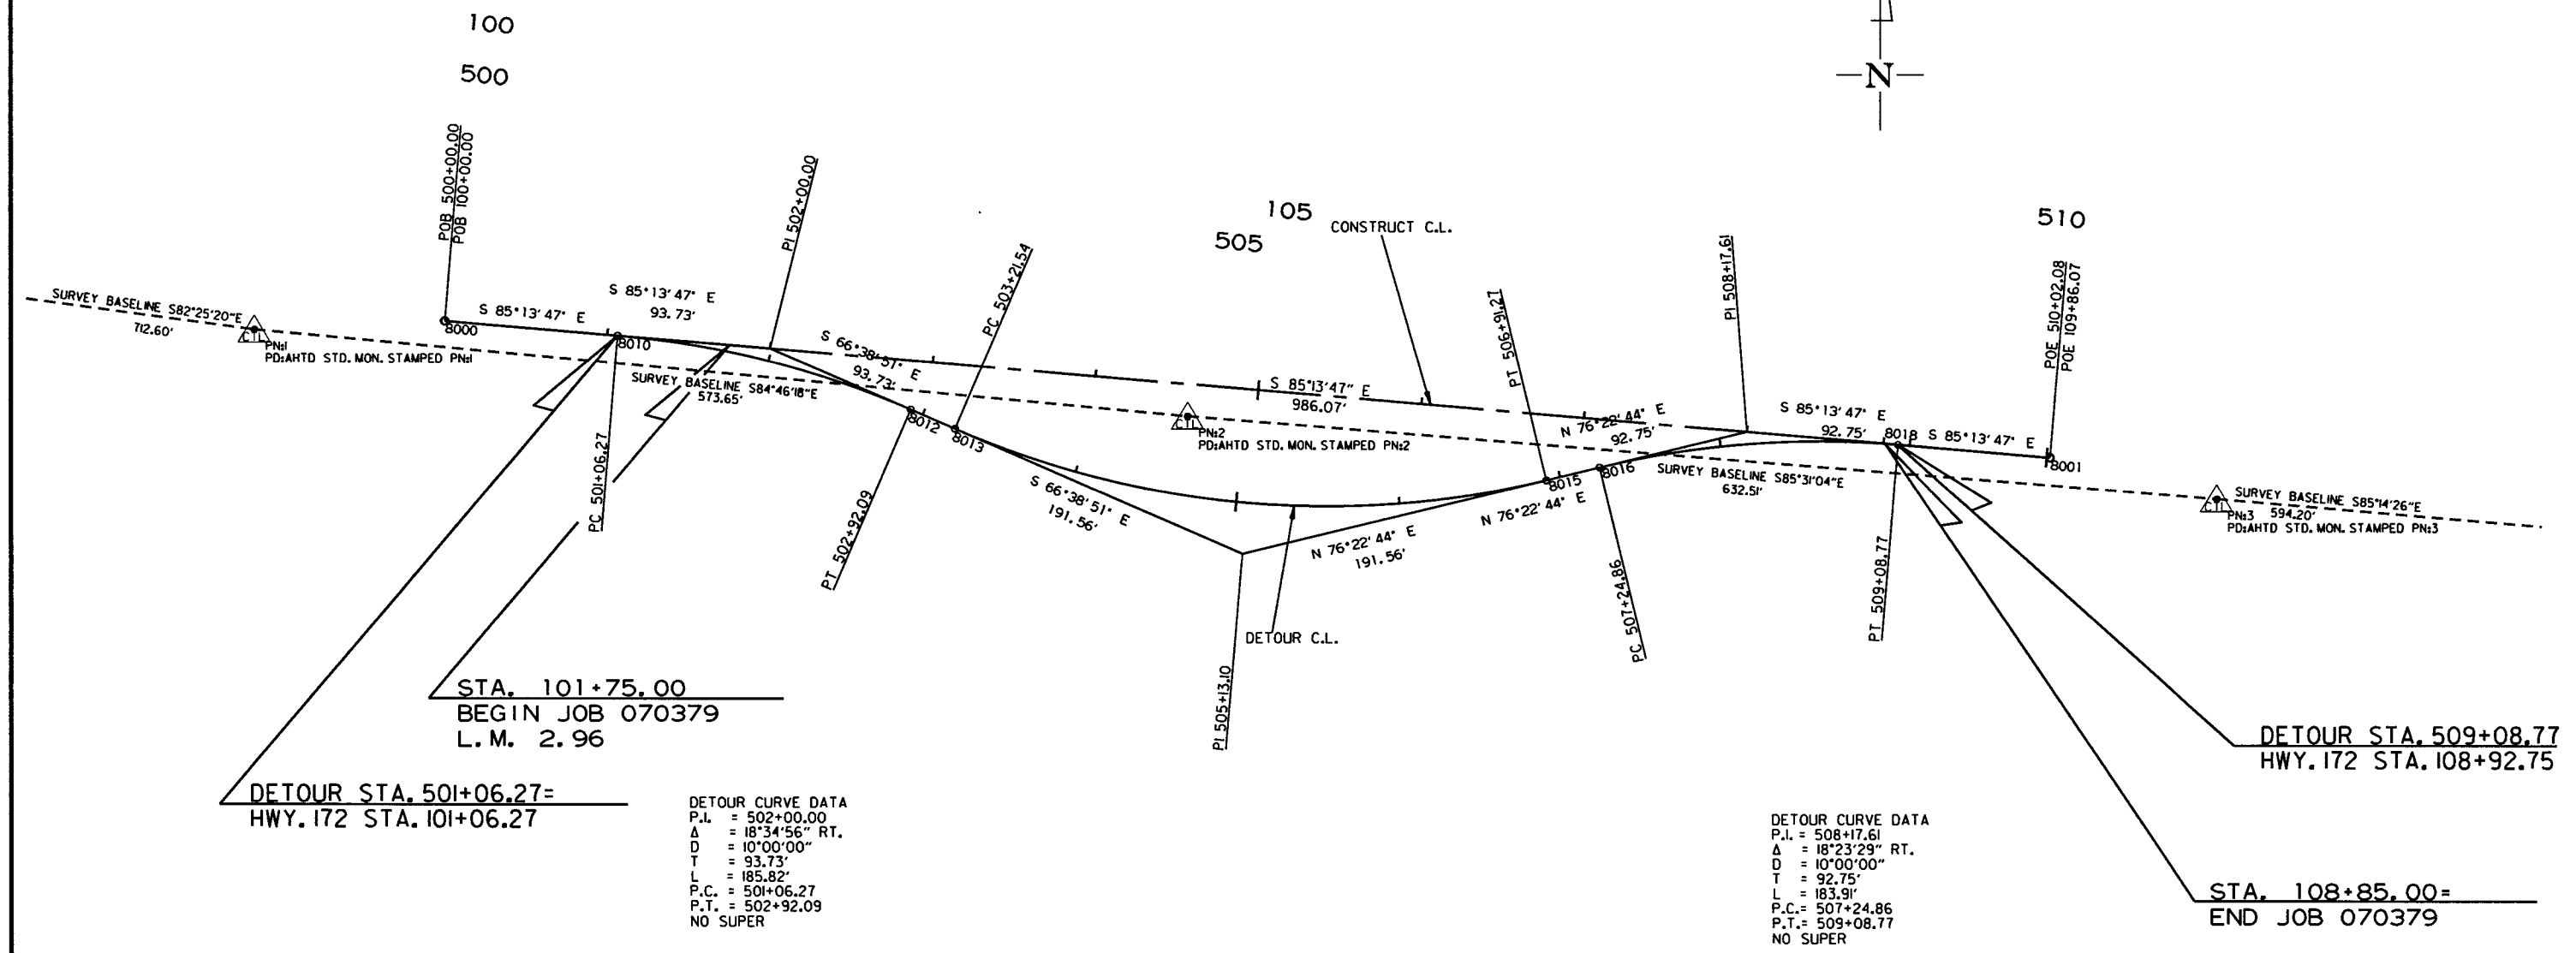 100
500
N
POB 500+00.00
POB 100+00.00
PI 502+00.00
PC 503+21.54
105
505
CONSTRUCT C.L.
PT 506+91.27
PI 508+17.61
510
POE 510+02.08
POE 109+86.07
SURVEY BASELINE S82°25'20"E
712.60'
CTL
PN:1
PD:AHTD STD. MON. STAMPED PN:1
8000
S 85°13'47" E
S 85°13'47" E
93.73'
8010
SURVEY BASELINE S84°46'18"E
573.65'
S 66°38'51" E
93.73'
8012
8013
S 85°13'47" E
986.07'
CTL
PN:2
PD:AHTD STD. MON. STAMPED PN:2
N 76°22'44" E
92.75'
S 85°13'47" E
92.75'
8018
S 85°13'47" E
8001
8015
8016
SURVEY BASELINE S85°31'04"E
632.51'
CTL
PN:3
PD:AHTD STD. MON. STAMPED PN:3
SURVEY BASELINE S85°14'26"E
594.20'
PC 501+06.27
PT 502+92.09
S 66°38'51" E
191.56'
N 76°22'44" E
191.56'
N 76°22'44" E
PC 507+24.86
PT 509+08.77
DETOUR C.L.
PI 505+13.10
STA. 101+75.00
BEGIN JOB 070379
L.M. 2.96
DETOUR STA. 501+06.27=
HWY. 172 STA. 101+06.27
DETOUR CURVE DATA
P.I. = 502+00.00
Δ = 18°34'56" RT.
D = 10°00'00"
T = 93.73'
L = 185.82'
P.C. = 501+06.27
P.T. = 502+92.09
NO SUPER
DETOUR CURVE DATA
P.I. = 508+17.61
Δ = 18°23'29" RT.
D = 10°00'00"
T = 92.75'
L = 183.91'
P.C.= 507+24.86
P.T.= 509+08.77
NO SUPER
DETOUR STA. 509+08.77
HWY. 172 STA. 108+92.75
STA. 108+85.00=
END JOB 070379